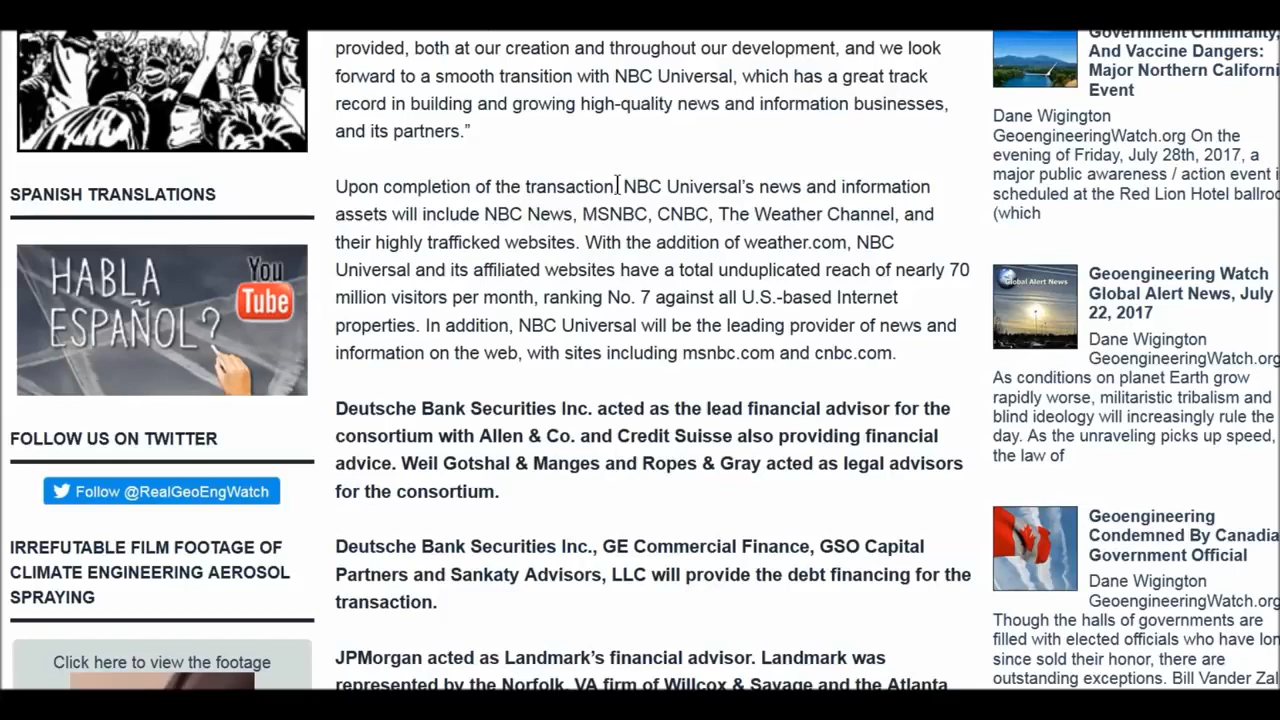 SPANISH TRANSLATIONS
HABLA
ESPAÑOL?
You
Tube
FOLLOW US ON TWITTER
Follow @RealGeoEngWatch
IRREFUTABLE FILM FOOTAGE OF
CLIMATE ENGINEERING AEROSOL
SPRAYING
Click here to view the footage
provided, both at our creation and throughout our development, and we look
forward to a smooth transition with NBC Universal, which has a great track
record in building and growing high-quality news and information businesses,
and its partners.”
Upon completion of the transaction, NBC Universal’s news and information
assets will include NBC News, MSNBC, CNBC, The Weather Channel, and
their highly trafficked websites. With the addition of weather.com, NBC
Universal and its affiliated websites have a total unduplicated reach of nearly 70
million visitors per month, ranking No. 7 against all U.S.-based Internet
properties. In addition, NBC Universal will be the leading provider of news and
information on the web, with sites including msnbc.com and cnbc.com.
Deutsche Bank Securities Inc. acted as the lead financial advisor for the
consortium with Allen & Co. and Credit Suisse also providing financial
advice. Weil Gotshal & Manges and Ropes & Gray acted as legal advisors
for the consortium.
Deutsche Bank Securities Inc., GE Commercial Finance, GSO Capital
Partners and Sankaty Advisors, LLC will provide the debt financing for the
transaction.
JPMorgan acted as Landmark’s financial advisor. Landmark was
represented by the Norfolk, VA firm of Willcox & Savage and the Atlanta
Government Criminality,
And Vaccine Dangers:
Major Northern Californi
Event
Dane Wigington
GeoengineeringWatch.org On the
evening of Friday, July 28th, 2017, a
major public awareness / action event i
scheduled at the Red Lion Hotel ballroo
(which
Global Alert News
Geoengineering Watch
Global Alert News, July
22, 2017
Dane Wigington
GeoengineeringWatch.org
As conditions on planet Earth grow
rapidly worse, militaristic tribalism and
blind ideology will increasingly rule the
day. As the unraveling picks up speed,
the law of
Geoengineering
Condemned By Canadia
Government Official
Dane Wigington
GeoengineeringWatch.org
Though the halls of governments are
filled with elected officials who have lon
since sold their honor, there are
outstanding exceptions. Bill Vander Zal